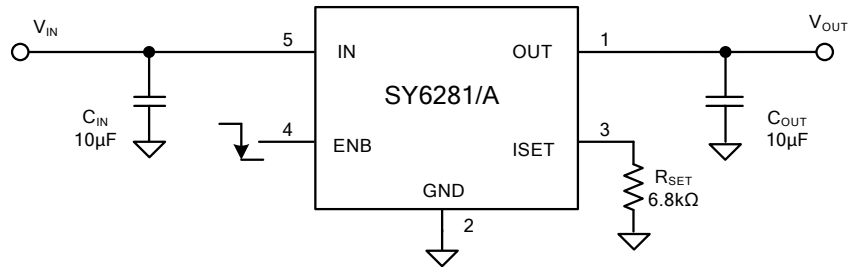 VIN
VOUT
5
IN
OUT
1
SY6281/A
CIN
10µF
COUT
10µF
4
ENB
ISET
3
RSET
6.8kΩ
GND
2